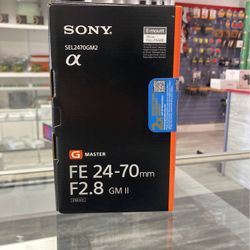 SONY
E-mount
SEL2470GM2
α
G MASTER
FE 24-70mm
F2.8 GM II